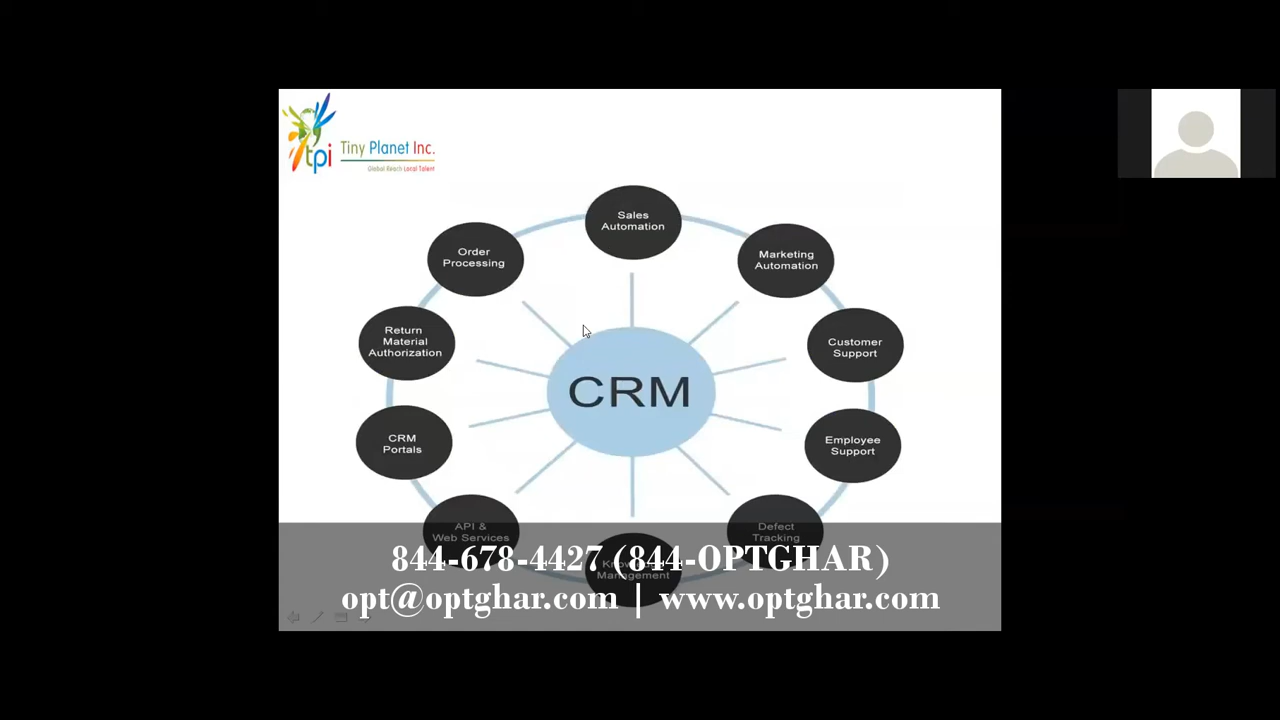 tpi
Tiny Planet Inc.
Global Reach Local Talent
Sales
Automation
Order
Processing
Marketing
Automation
Return
Material
Authorization
Customer
Support
CRM
CRM
Portals
Employee
Support
API &
Web Services
Defect
Tracking
Management
844-678-4427 (844-OPTGHAR)
opt@optghar.com | www.optghar.com